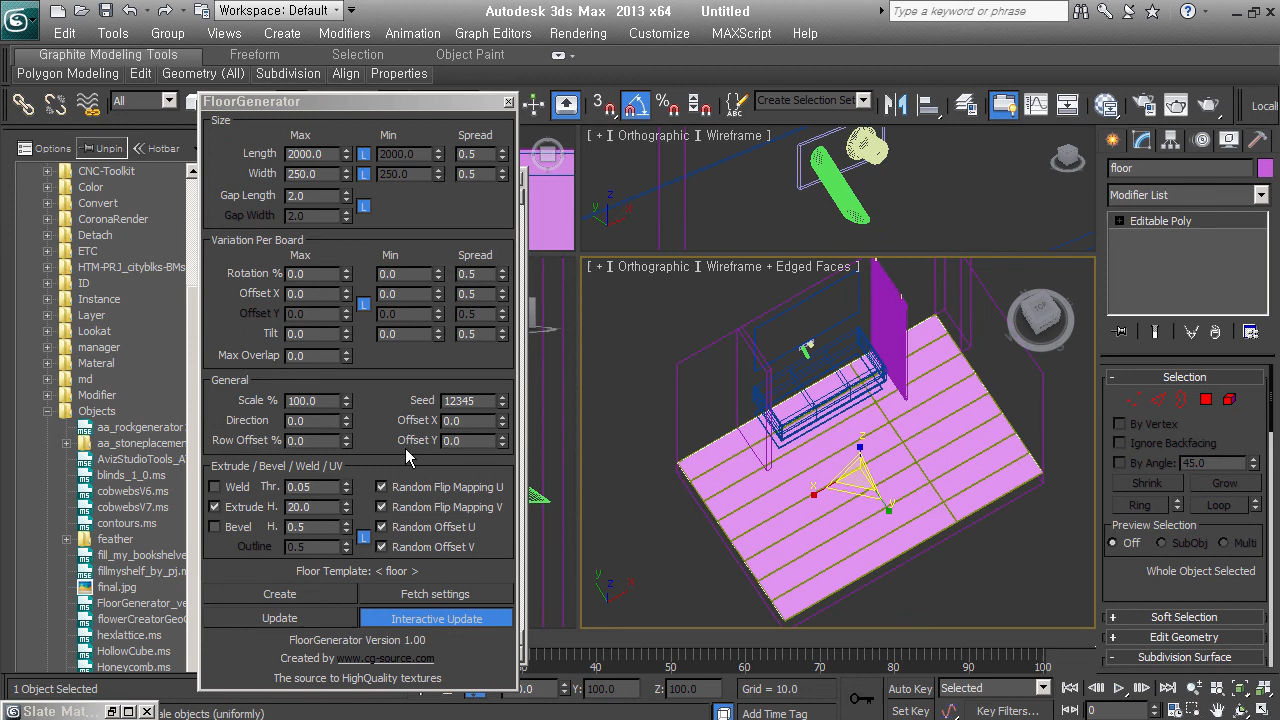 Workspace: Default
Autodesk 3ds Max 2013 x64 Untitled
Type a keyword or phrase
Edit Tools Group Views Create Modifiers Animation Graph Editors Rendering Customize MAXScript Help
Graphite Modeling Tools Freeform Selection Object Paint
Polygon Modeling Edit Geometry (All) Subdivision Align Properties
All
3
Create Selection Set
Local
FloorGenerator
Size
Max Min Spread
Length 2000.0 L 2000.0 0.5
Width 250.0 L 250.0 0.5
Gap Length 2.0
L
Gap Width 2.0
Variation Per Board
Max Min Spread
Rotation % 0.0 0.0 0.5
Offset X 0.0 L 0.0 0.5
Offset Y 0.0 0.0 0.5
Tilt 0.0 0.0 0.5
Max Overlap 0.0
General
Scale % 100.0 Seed 12345
Direction 0.0 Offset X 0.0
Row Offset % 0.0 Offset Y 0.0
Extrude / Bevel / Weld / UV
Weld Thr. 0.05 Random Flip Mapping U
Extrude H. 20.0 Random Flip Mapping V
Bevel H. 0.5 Random Offset U
L
Outline 0.5 Random Offset V
Floor Template: < floor >
Create Fetch settings
Update Interactive Update
FloorGenerator Version 1.00
Created by www.cg-source.com
The source to HighQuality textures
Options Unpin Hotbar
CNC-Toolkit
Color
Convert
CoronaRender
Detach
ETC
HTM-PRJ_cityblks-BMs
ID
Instance
Layer
Lookat
manager
Materal
md
Modifier
Objects
aa_rockgenerator
aa_stoneplacemen
AvizStudioTools_
blinds_1_0.ms
cobwebsV6.ms
cobwebsV7.ms
contours.ms
feather
fill_my_bookshelv
fillmyshelf_by_pj.m
final.jpg
FloorGenerator_ve
flowerCreatorGeo
hexlattice.ms
HollowCube.ms
Honeycomb.ms
[ + ] Orthographic ] Wireframe ]
z
y
x
[ + ] Orthographic ] Wireframe + Edged Faces ]
TOP
z
x
y
z
y
x
floor
Modifier List
Editable Poly
Selection
By Vertex
Ignore Backfacing
By Angle: 45.0
Shrink Grow
Ring Loop
Preview Selection
Off SubObj Multi
Whole Object Selected
Soft Selection
Edit Geometry
Subdivision Surface
40 50 60 70 80 90 100
1 Object Selected
Y: 100.0 Z: 100.0 Grid = 10.0
Auto Key Selected
Slate Mat
ale objects (uniformly)
Add Time Tag
Set Key Key Filters...
0